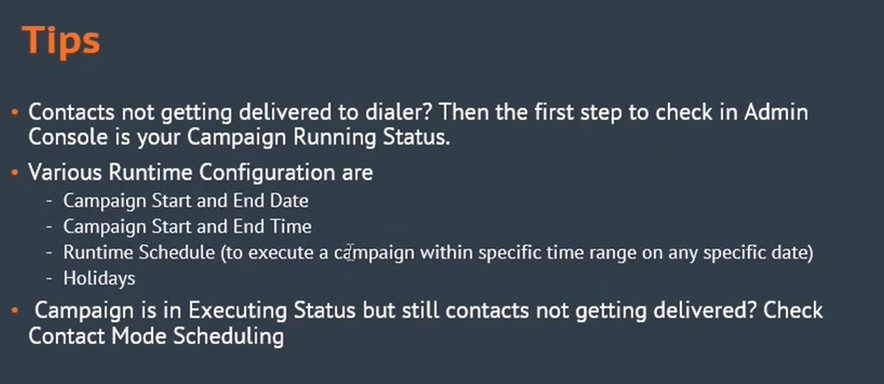 Tips
• Contacts not getting delivered to dialer? Then the first step to check in Admin
Console is your Campaign Running Status.
• Various Runtime Configuration are
- Campaign Start and End Date
- Campaign Start and End Time
- Runtime Schedule (to execute a campaign within specific time range on any specific date)
- Holidays
• Campaign is in Executing Status but still contacts not getting delivered? Check
Contact Mode Scheduling